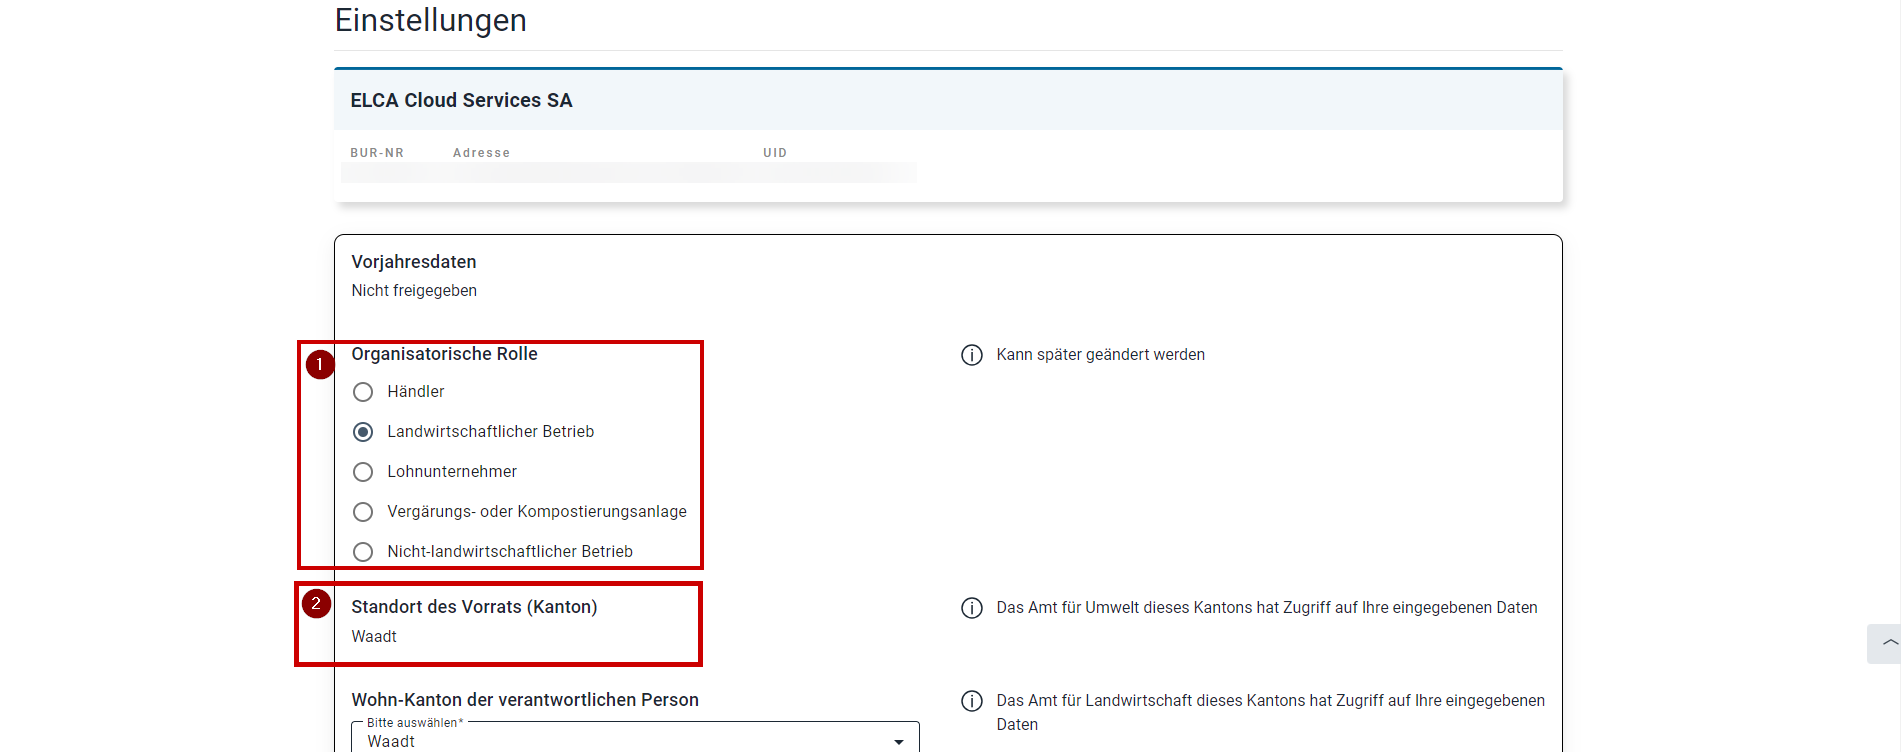 Einstellungen
ELCA Cloud Services SA
BUR-NR Adresse UID
Vorjahresdaten
Nicht freigegeben
1 Organisatorische Rolle
Kann später geändert werden
Händler
Landwirtschaftlicher Betrieb
Lohnunternehmer
Vergärungs- oder Kompostierungsanlage
Nicht-landwirtschaftlicher Betrieb
2 Standort des Vorrats (Kanton)
Das Amt für Umwelt dieses Kantons hat Zugriff auf Ihre eingegebenen Daten
Waadt
Wohn-Kanton der verantwortlichen Person
Das Amt für Landwirtschaft dieses Kantons hat Zugriff auf Ihre eingegebenen
Daten
Bitte auswählen*
Waadt